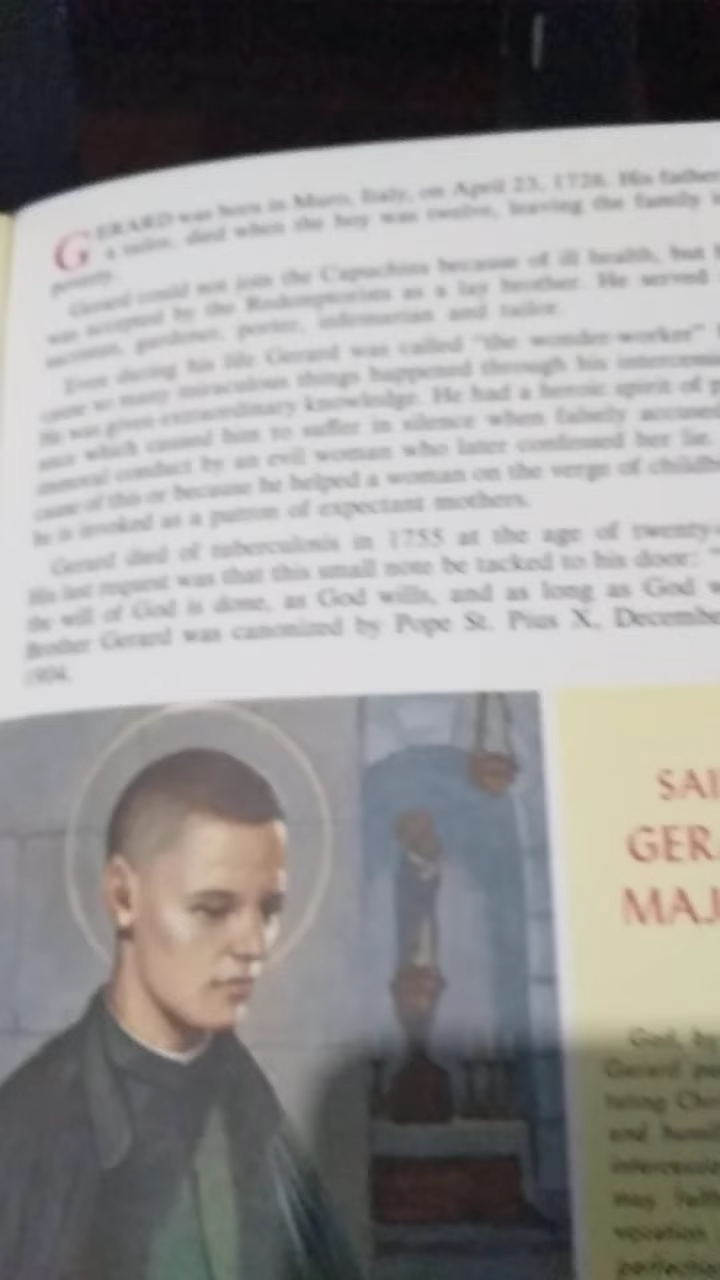 GERARD was born in Muro, Italy, on April 23, 1726. His father
a tailor, died when the boy was twelve, leaving the family
poverty.
Gerard could not join the Capuchins because of ill health, but
was accepted by the Redemptorists as a lay brother. He served
sacristan, gardener, porter, infirmarian and tailor.
Even during his life Gerard was called "the wonder-worker"
cause so many miraculous things happened through his
He was given extraordinary knowledge. He had a heroic spirit of
ance which caused him to suffer in silence when falsely
immoral conduct by an evil woman who later confessed her lie.
cause of this or because he helped a woman on the verge of
he is invoked as a patron of expectant mothers.
Gerard died of tuberculosis in 1755 at the age of twenty-
His last request was that this small note be tacked to his door: "
the will of God is done, as God wills, and as long as God
Brother Gerard was canonized by Pope St. Pius X,
1904.
SAI
GERA
MAJ
God, by
Gerard
Chri
and
may
vocation